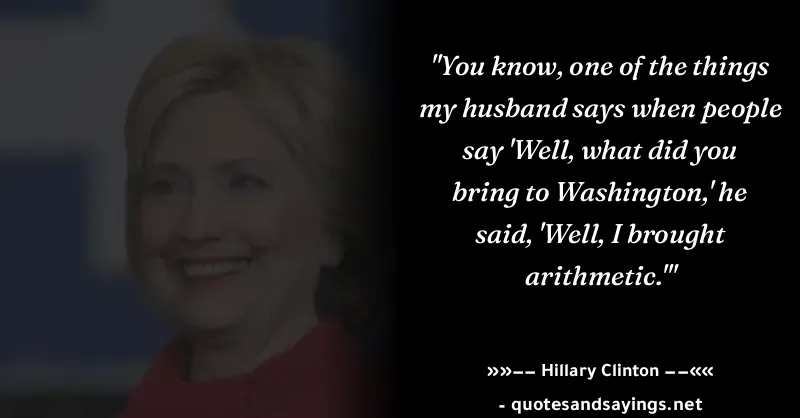 "You know, one of the things
my husband says when people
say 'Well, what did you
bring to Washington,' he
said, 'Well, I brought
arithmetic.'"
»»–– Hillary Clinton ––««
- quotesandsayings.net